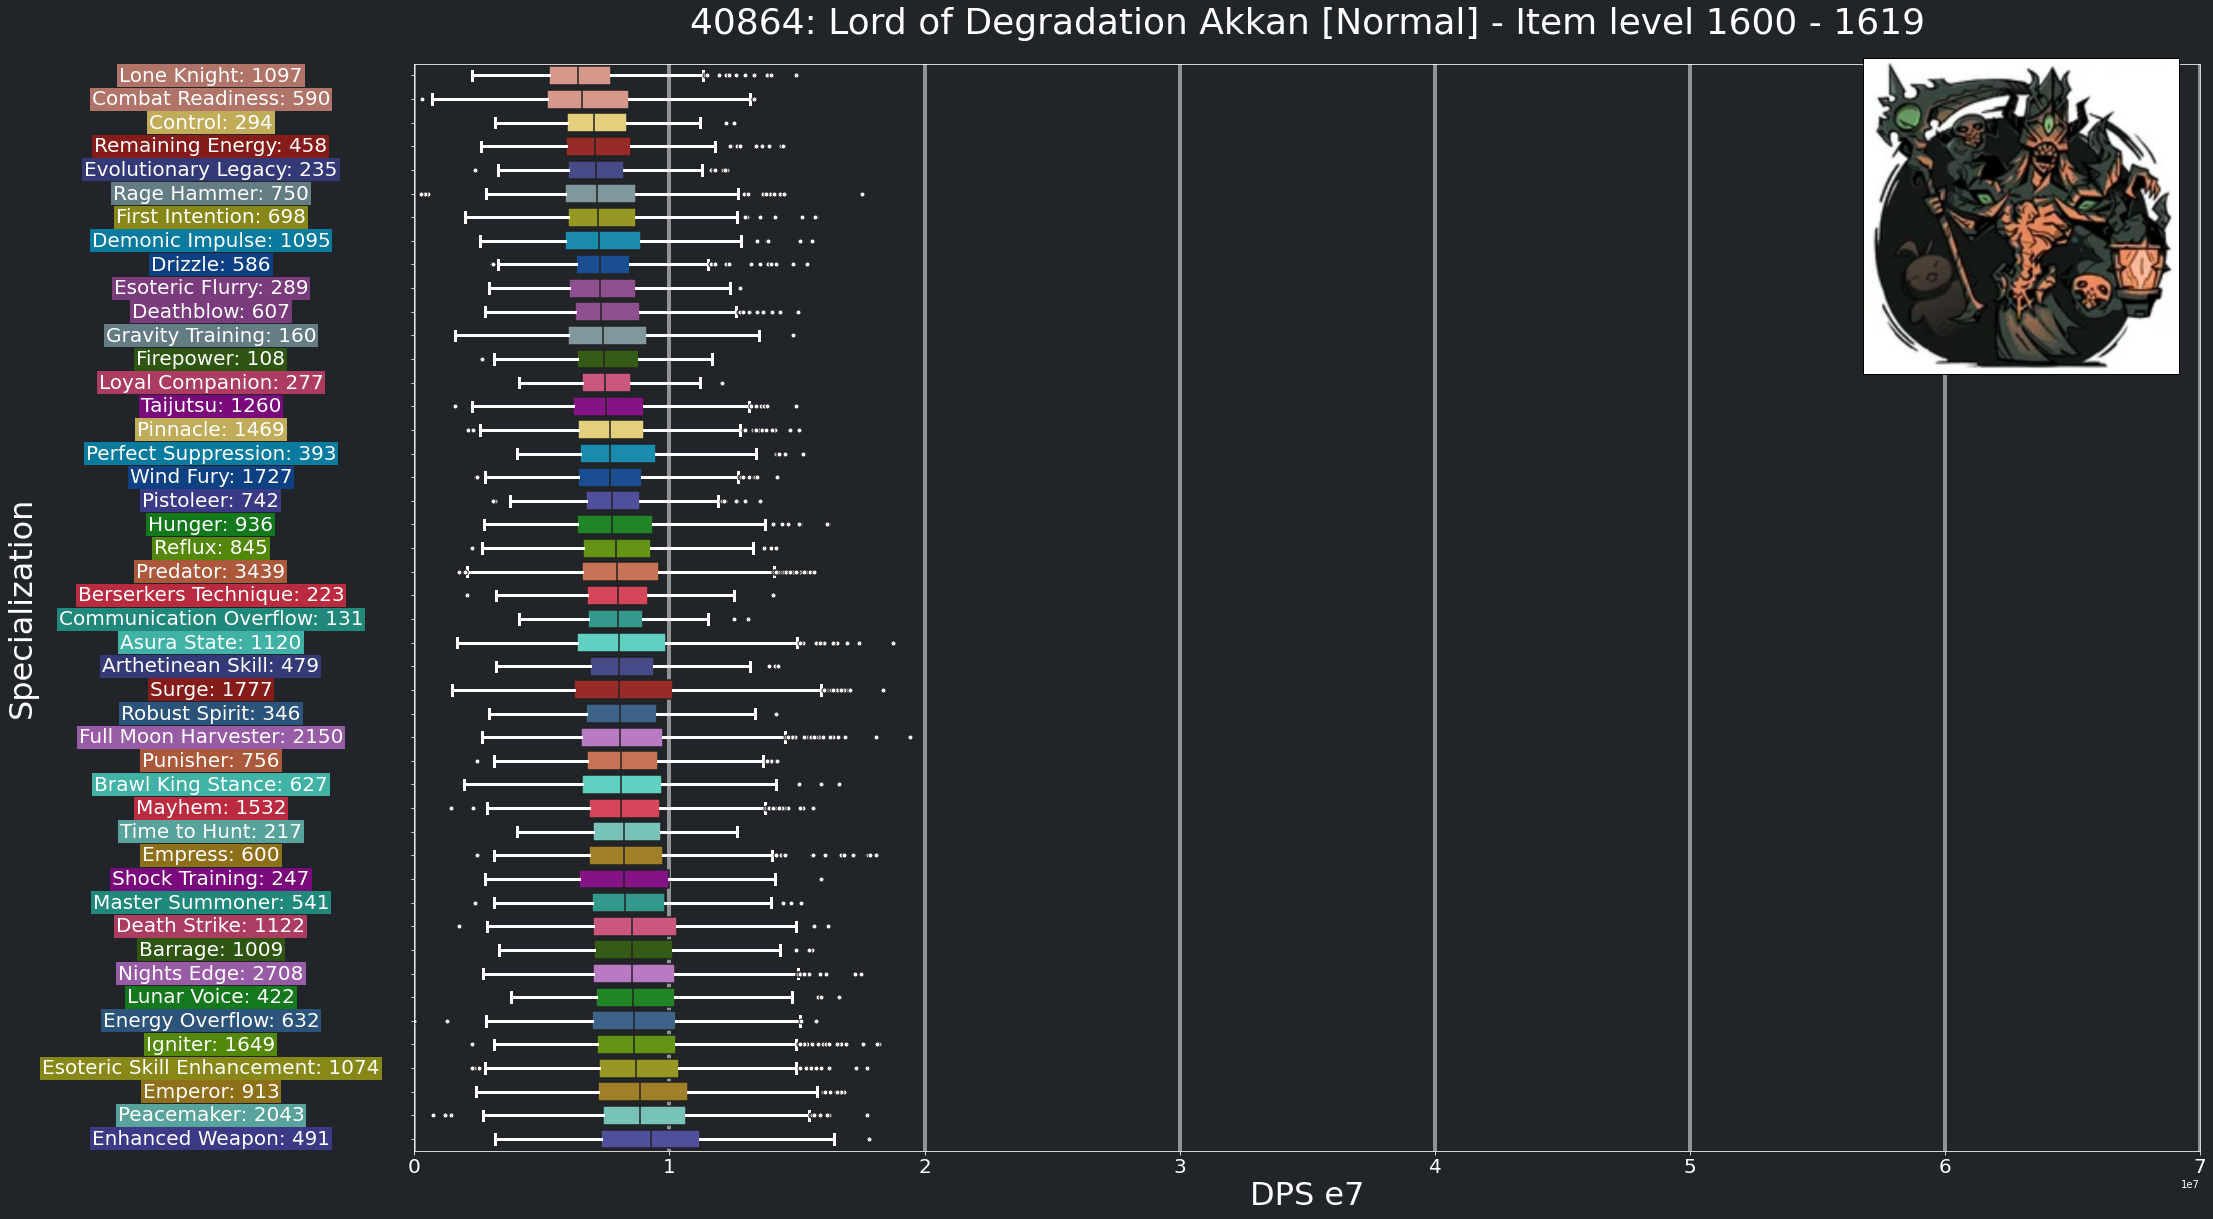 40864: Lord of Degradation Akkan [Normal] - Item level 1600 - 1619
Lone Knight: 1097
Combat Readiness: 590
Control: 294
Remaining Energy: 458
Evolutionary Legacy: 235
Rage Hammer: 750
First Intention: 698
Demonic Impulse: 1095
Drizzle: 586
Esoteric Flurry: 289
Deathblow: 607
Gravity Training: 160
Firepower: 108
Loyal Companion: 277
Taijutsu: 1260
Pinnacle: 1469
Perfect Suppression: 393
Wind Fury: 1727
Pistoleer: 742
Hunger: 936
Reflux: 845
Predator: 3439
Berserkers Technique: 223
Communication Overflow: 131
Asura State: 1120
Arthetinean Skill: 479
Surge: 1777
Robust Spirit: 346
Full Moon Harvester: 2150
Punisher: 756
Brawl King Stance: 627
Mayhem: 1532
Time to Hunt: 217
Empress: 600
Shock Training: 247
Master Summoner: 541
Death Strike: 1122
Barrage: 1009
Nights Edge: 2708
Lunar Voice: 422
Energy Overflow: 632
Igniter: 1649
Esoteric Skill Enhancement: 1074
Emperor: 913
Peacemaker: 2043
Enhanced Weapon: 491
Specialization
0 1 2 3 4 5 6 7
1e7
DPS e7